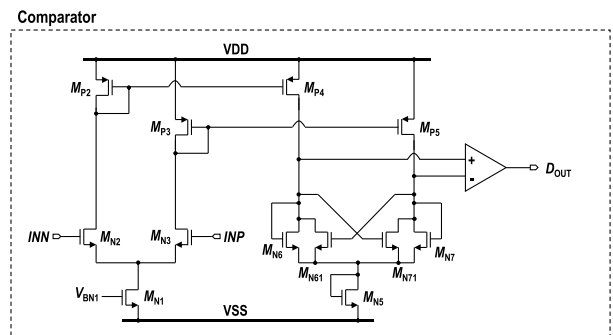 Comparator
VDD
MP2
MP4
MP3
MP5
+
-
DOUT
INN
MN2
MN3
INP
MN6
MN61
MN71
MN7
VBN1
MN1
MN5
VSS